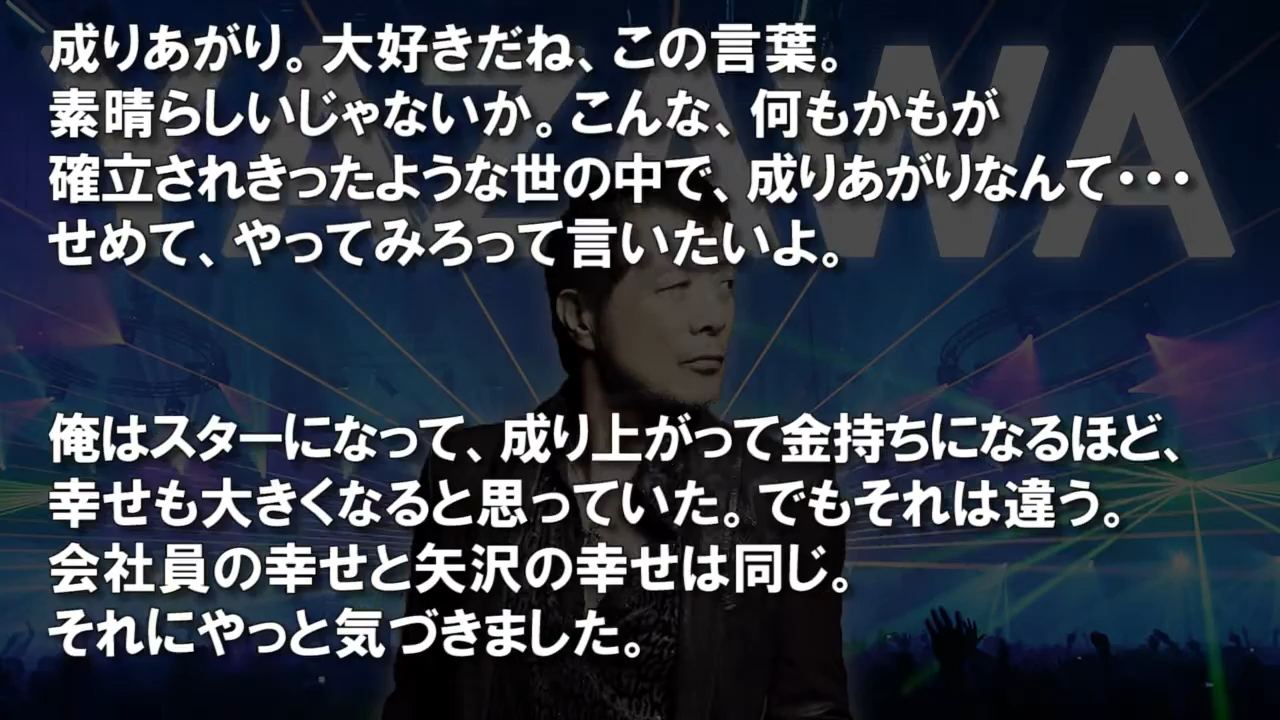 YAZAWA
成りあがり。大好きだね、この言葉。
素晴らしいじゃないか。こんな、何もかもが
確立されきったような世の中で、成りあがりなんて・・・
せめて、やってみろって言いたいよ。
俺はスターになって、成り上がって金持ちになるほど、
幸せも大きくなると思っていた。でもそれは違う。
会社員の幸せと矢沢の幸せは同じ。
それにやっと気づきました。